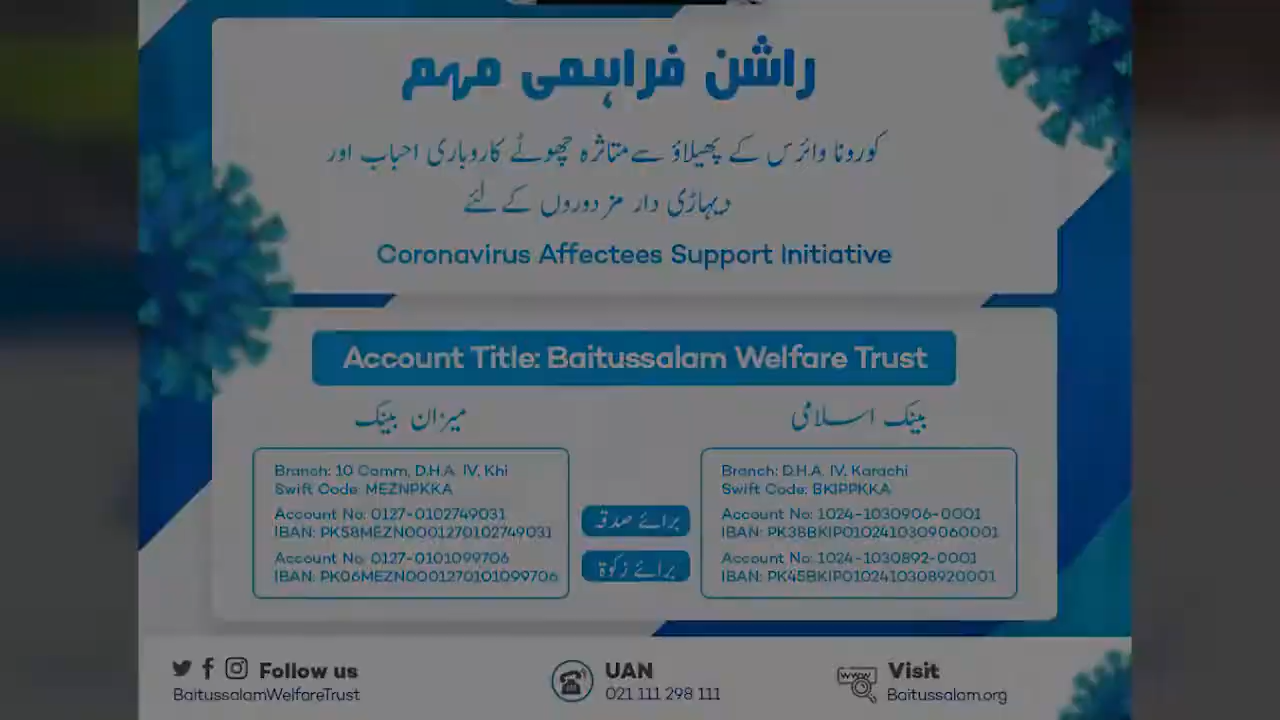 راشن فراہمی مہم
کورونا وائرس کے پھیلاؤ سے متاثرہ چھوٹے کاروباری احباب اور
دیہاڑی دار مزدوروں کے لئے
Coronavirus Affectees Support Initiative
Account Title: Baitussalam Welfare Trust
میزان بینک
Branch: 10 Comm, D.H.A. IV, Khi
Swift Code: MEZNPKKA
Account No: 0127-0102749031
IBAN: PK58MEZN0001270102749031
Account No: 0127-0101099706
IBAN: PK06MEZN0001270101099706
برائے صدقہ
برائے زکوٰۃ
بینک اسلامی
Branch: D.H.A. IV, Karachi
Swift Code: BKIPPKKA
Account No: 1024-1030906-0001
IBAN: PK38BKIP0102410309060001
Account No: 1024-1030892-0001
IBAN: PK45BKIP0102410308920001
Follow us
BaitussalamWelfareTrust
UAN
021 111 298 111
www
Visit
Baitussalam.org